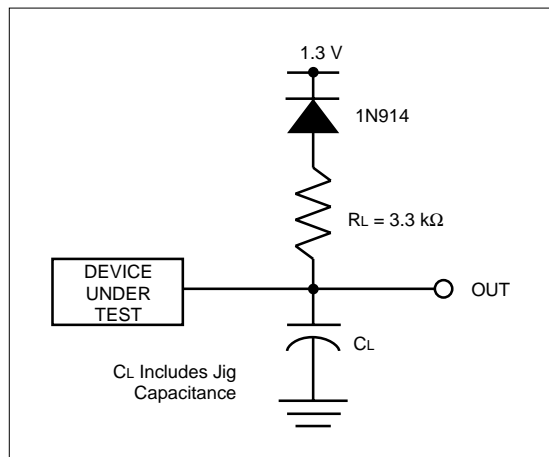 1.3 V
1N914
RL = 3.3 kΩ
DEVICE
UNDER
TEST
OUT
CL
CL Includes Jig
Capacitance